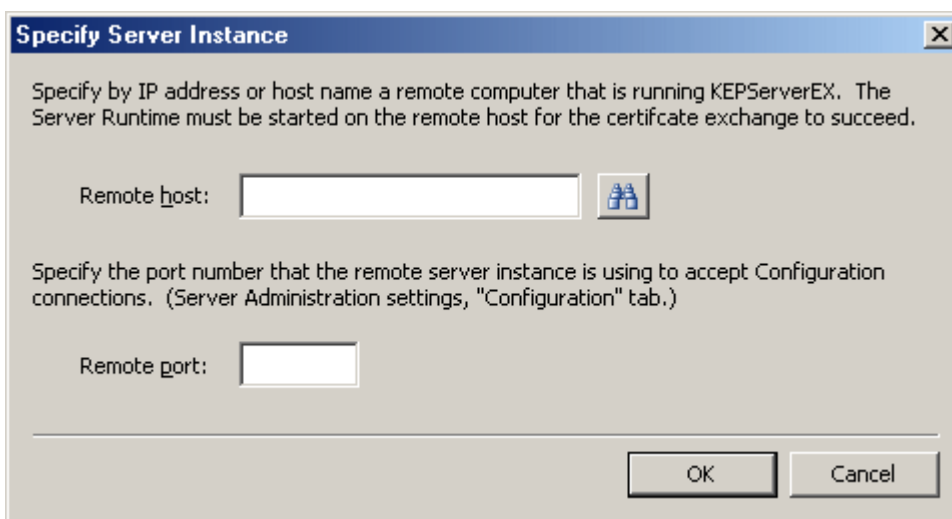 Specify Server Instance
Specify by IP address or host name a remote computer that is running KEPServerEX. The
Server Runtime must be started on the remote host for the certifcate exchange to succeed.
Remote host:
Specify the port number that the remote server instance is using to accept Configuration
connections. (Server Administration settings, "Configuration" tab.)
Remote port:
OK Cancel